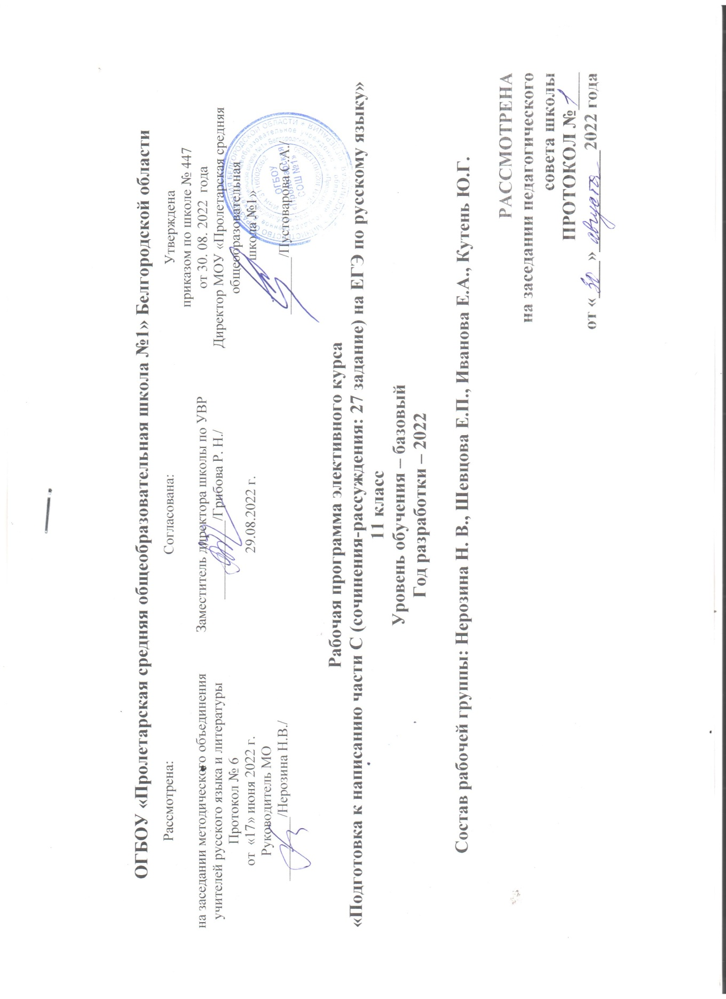 ОГБОУ «Пролетарская средняя общеобразовательная школа №1» Белгородской области
Рассмотрена:
на заседании методического объединения
учителей русского языка и литературы
Протокол № 6
от «17» июня 2022 г.
Руководитель МО
/Нерозина Н.В./
Согласована:
Заместитель директора школы по УВР
/Грибова Р. Н./
29.08.2022 г.
Утверждена
приказом по школе № 447
от 30. 08. 2022 года
Директор МОУ «Пролетарская средняя
общеобразовательная
школа №1»
/Пустоварова С.А./
ОГБОУ
«Пролетарская
СОШ №1»
Рабочая программа элективного курса
«Подготовка к написанию части С (сочинения-рассуждения: 27 задание) на ЕГЭ по русскому языку»
11 класс
Уровень обучения – базовый
Год разработки – 2022
Состав рабочей группы: Нерозина Н. В., Шевцова Е.П., Иванова Е.А., Кутень Ю.Г.
РАССМОТРЕНА
на заседании педагогического
совета школы
ПРОТОКОЛ № 1
от « 30 » августа 2022 года